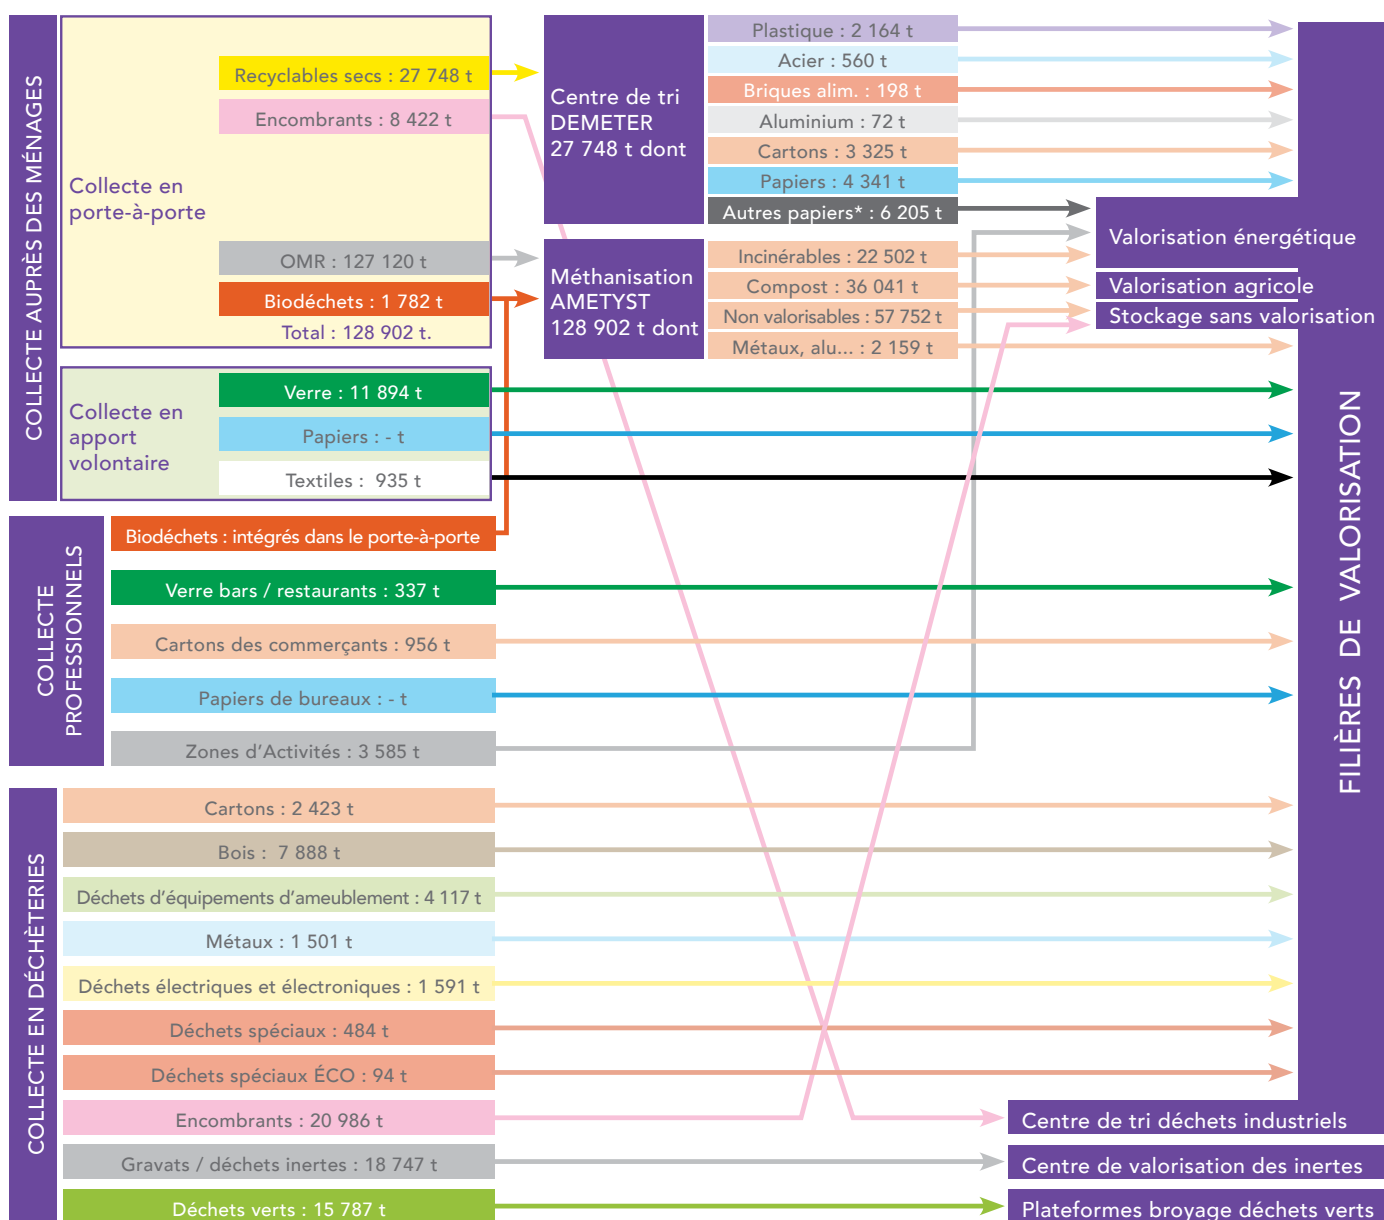 COLLECTE AUPRÈS DES MÉNAGES
Collecte en
porte-à-porte
Recyclables secs : 27 748 t
Encombrants : 8 422 t
OMR : 127 120 t
Biodéchets : 1 782 t
Total : 128 902 t.
Collecte en
apport
volontaire
Verre : 11 894 t
Papiers : - t
Textiles : 935 t
Centre de tri
DEMETER
27 748 t dont
Plastique : 2 164 t
Acier : 560 t
Briques alim. : 198 t
Aluminium : 72 t
Cartons : 3 325 t
Papiers : 4 341 t
Autres papiers* : 6 205 t
Méthanisation
AMETYST
128 902 t dont
Incinérables : 22 502 t
Compost : 36 041 t
Non valorisables : 57 752 t
Métaux, alu... : 2 159 t
Valorisation énergétique
Valorisation agricole
Stockage sans valorisation
FILIÈRES DE VALORISATION
COLLECTE
PROFESSIONNELS
Biodéchets : intégrés dans le porte-à-porte
Verre bars / restaurants : 337 t
Cartons des commerçants : 956 t
Papiers de bureaux : - t
Zones d'Activités : 3 585 t
COLLECTE EN DÉCHÈTERIES
Cartons : 2 423 t
Bois : 7 888 t
Déchets d'équipements d'ameublement : 4 117 t
Métaux : 1 501 t
Déchets électriques et électroniques : 1 591 t
Déchets spéciaux : 484 t
Déchets spéciaux ÉCO : 94 t
Encombrants : 20 986 t
Gravats / déchets inertes : 18 747 t
Déchets verts : 15 787 t
Centre de tri déchets industriels
Centre de valorisation des inertes
Plateformes broyage déchets verts